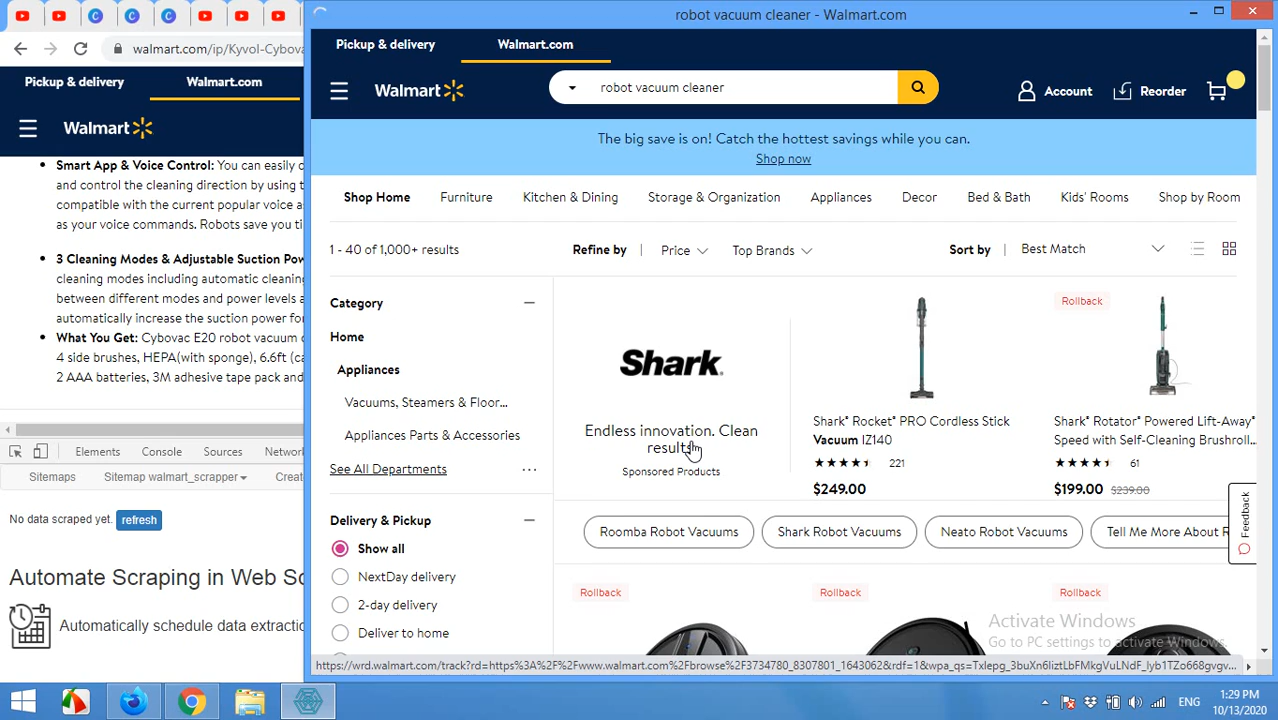 robot vacuum cleaner - Walmart.com
walmart.com/ip/Kyvol-Cybova
Pickup & delivery
Walmart.com
Walmart
Smart App & Voice Control: You can easily c
and control the cleaning direction by using t
compatible with the current popular voice as
as your voice commands. Robots save you ti
3 Cleaning Modes & Adjustable Suction Pow
cleaning modes including automatic cleaning
between different modes and power levels a
automatically increase the suction power for
What You Get: Cybovac E20 robot vacuum c
4 side brushes, HEPA(with sponge), 6.6ft (ca
2 AAA batteries, 3M adhesive tape pack and
Elements
Console
Sources
Network
Sitemaps
Sitemap walmart_scrapper
Create
No data scraped yet.
refresh
Automate Scraping in Web Sc
Automatically schedule data extractio
Pickup & delivery
Walmart.com
Walmart
robot vacuum cleaner
Account
Reorder
The big save is on! Catch the hottest savings while you can.
Shop now
Shop Home
Furniture
Kitchen & Dining
Storage & Organization
Appliances
Decor
Bed & Bath
Kids' Rooms
Shop by Room
1 - 40 of 1,000+ results
Refine by
Price
Top Brands
Sort by
Best Match
Category
Home
Appliances
Vacuums, Steamers & Floor...
Appliances Parts & Accessories
See All Departments
Delivery & Pickup
Show all
NextDay delivery
2-day delivery
Deliver to home
Shark
Endless innovation. Clean
results.
Sponsored Products
Shark® Rocket® PRO Cordless Stick
Vacuum IZ140
221
$249.00
Rollback
Shark® Rotator® Powered Lift-Away®
Speed with Self-Cleaning Brushroll...
61
$199.00 $239.00
Roomba Robot Vacuums
Shark Robot Vacuums
Neato Robot Vacuums
Tell Me More About R
Feedback
Rollback
Rollback
Rollback
Activate Windows
Go to PC settings to activate Windows.
ENG
1:29 PM
10/13/2020